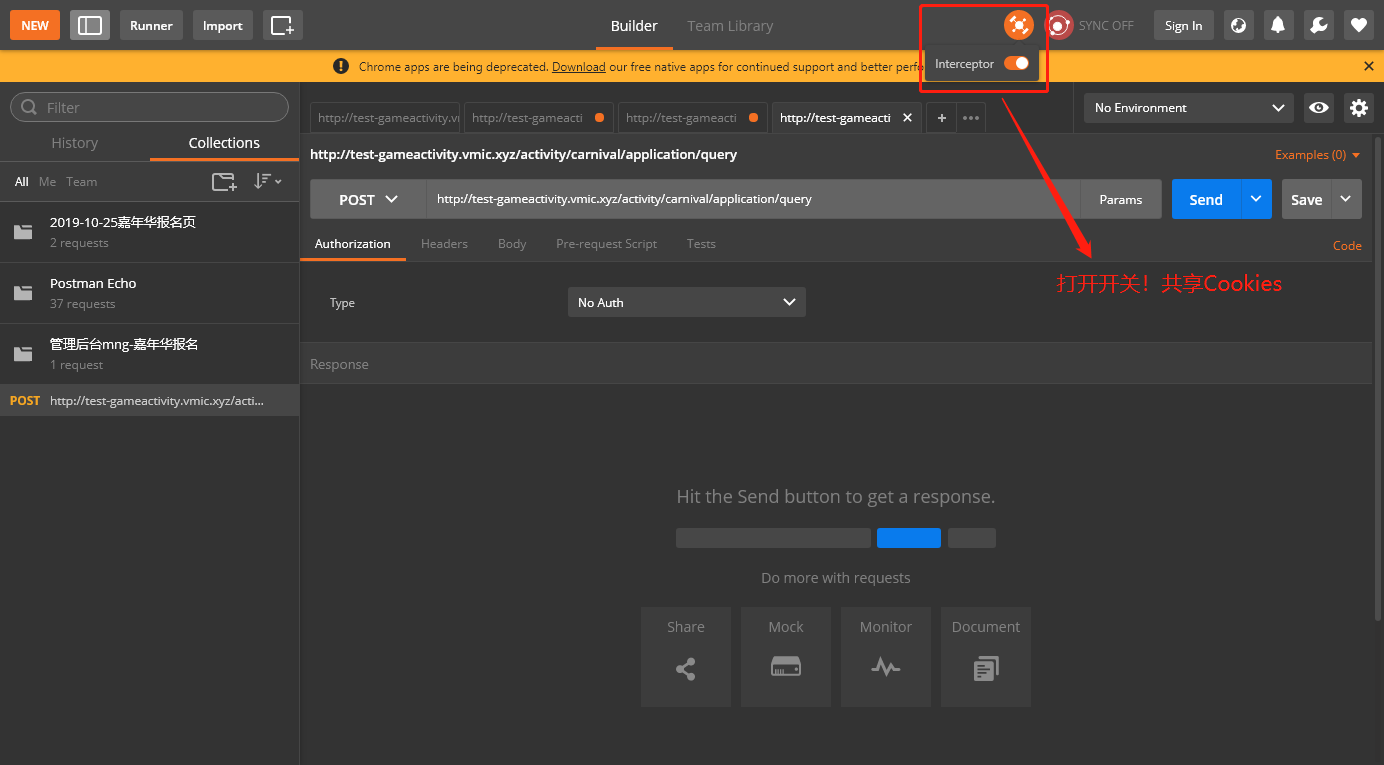 NEW
Runner
Import
Builder
Team Library
SYNC OFF
Sign In
Chrome apps are being deprecated. Download our free native apps for continued support and better perfo
Interceptor
Filter
History
Collections
All
Me
Team
2019-10-25嘉年华报名页
2 requests
Postman Echo
37 requests
管理后台mng-嘉年华报名
1 request
POST
http://test-gameactivity.vmic.xyz/acti...
http://test-gameactivity.vi
http://test-gameacti
http://test-gameacti
http://test-gameacti
No Environment
http://test-gameactivity.vmic.xyz/activity/carnival/application/query
Examples (0)
POST
http://test-gameactivity.vmic.xyz/activity/carnival/application/query
Params
Send
Save
Authorization
Headers
Body
Pre-request Script
Tests
Code
打开开关！共享Cookies
Type
No Auth
Response
Hit the Send button to get a response.
Do more with requests
Share
Mock
Monitor
Document